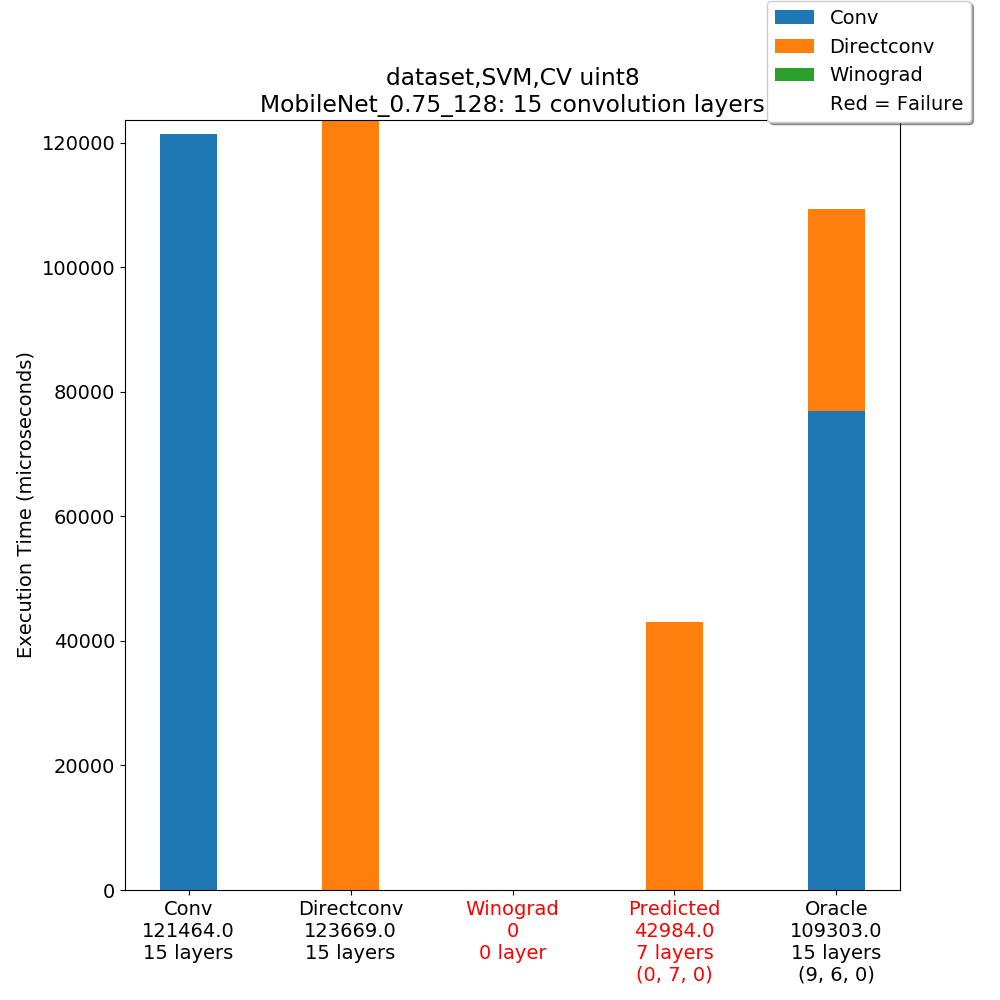 Conv
Directconv
Winograd
Red = Failure
dataset,SVM,CV uint8
MobileNet_0.75_128: 15 convolution layers
Execution Time (microseconds)
120000
100000
80000
60000
40000
20000
0
Conv
121464.0
15 layers
Directconv
123669.0
15 layers
Winograd
0
0 layer
Predicted
42984.0
7 layers
(0, 7, 0)
Oracle
109303.0
15 layers
(9, 6, 0)